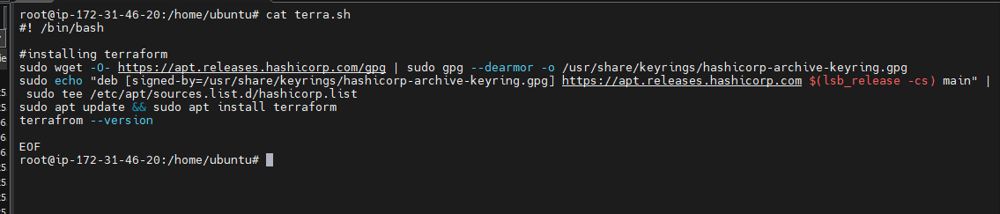 root@ip-172-31-46-20:/home/ubuntu# cat terra.sh
#! /bin/bash
#installing terraform
sudo wget -O- https://apt.releases.hashicorp.com/gpg | sudo gpg --dearmor -o /usr/share/keyrings/hashicorp-archive-keyring.gpg
sudo echo "deb [signed-by=/usr/share/keyrings/hashicorp-archive-keyring.gpg] https://apt.releases.hashicorp.com $(lsb_release -cs) main" |
 sudo tee /etc/apt/sources.list.d/hashicorp.list
sudo apt update && sudo apt install terraform
terrafrom --version
EOF
root@ip-172-31-46-20:/home/ubuntu#